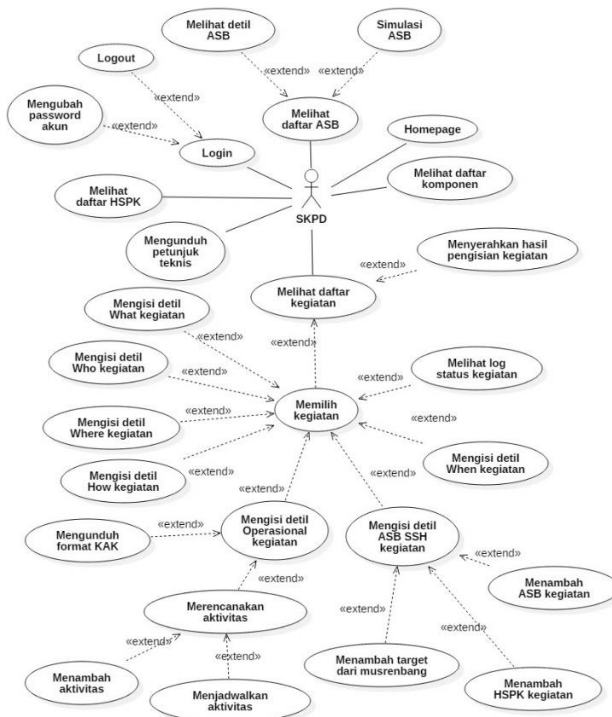 Melihat detil
ASB
Simulasi
ASB
Logout
«extend»
«extend»
«extend»
Mengubah
password
akun
«extend»
Melihat
daftar ASB
Homepage
Login
Melihat
daftar HSPK
Melihat daftar
komponen
SKPD
Mengunduh
petunjuk
teknis
Menyerahkan hasil
pengisian kegiatan
«extend»
Melihat daftar
kegiatan
Mengisi detil
What kegiatan
«extend»
«extend»
Mengisi detil
Who kegiatan
«extend»
Melihat log
status kegiatan
«extend»
Memilih
kegiatan
Mengisi detil
Where kegiatan
«extend»
«extend»
Mengisi detil
When kegiatan
Mengisi detil
How kegiatan
«extend»
«extend»
«extend»
Mengunduh
format KAK
«extend»
Mengisi detil
Operasional
kegiatan
Mengisi detil
ASB SSH
kegiatan
«extend»
«extend»
Menambah
ASB kegiatan
Merencanakan
aktivitas
«extend»
«extend»
«extend»
«extend»
Menambah
aktivitas
Menjadwalkan
aktivitas
Menambah target
dari musrenbang
Menambah
HSPK kegiatan